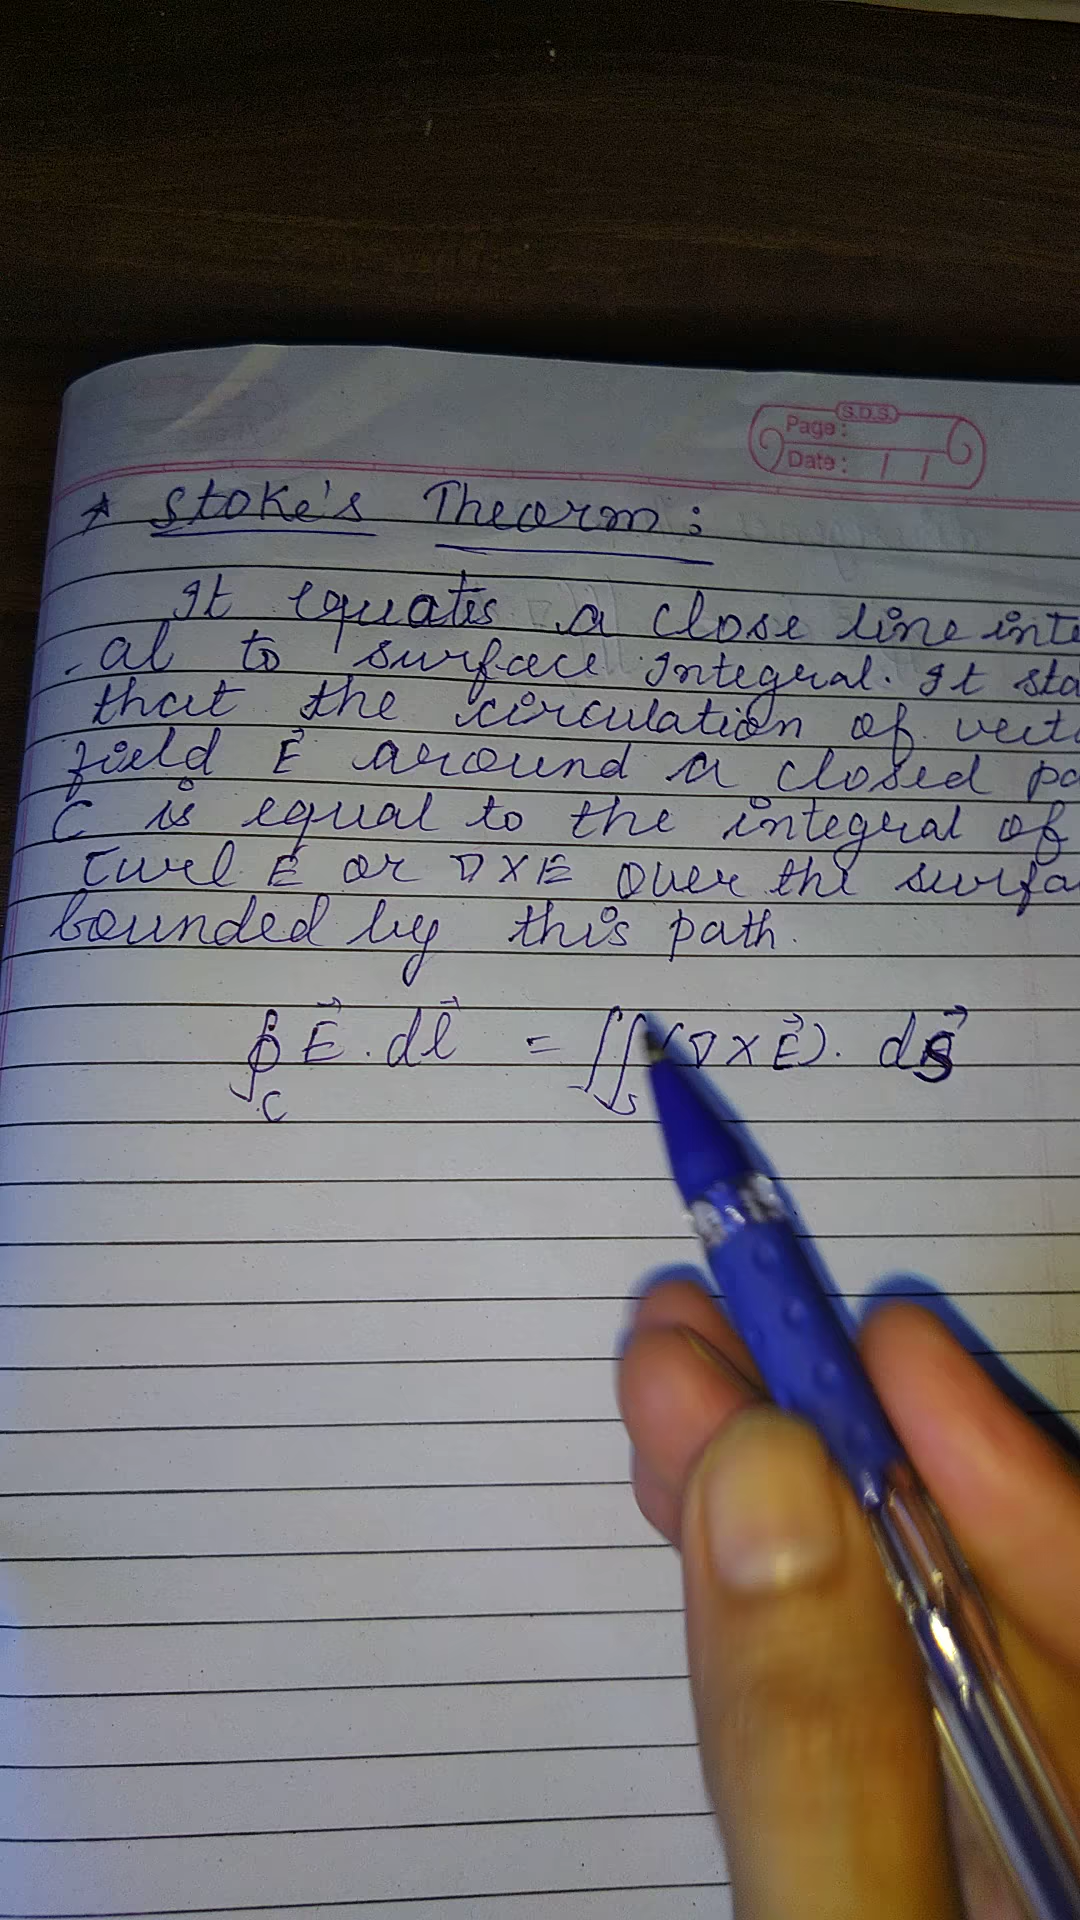 S.D.S.
Page :
Date : / /
* Stoke's Theorm :
It equates a close line inte
-al to surface Integral. It sta
that the circulation of vect
field E⃗ around a closed pa
C is equal to the integral of
curl E or ∇×E over the surfa
bounded by this path.
∮_C E⃗ . dl⃗ = ∬_S (∇×E⃗). dS⃗